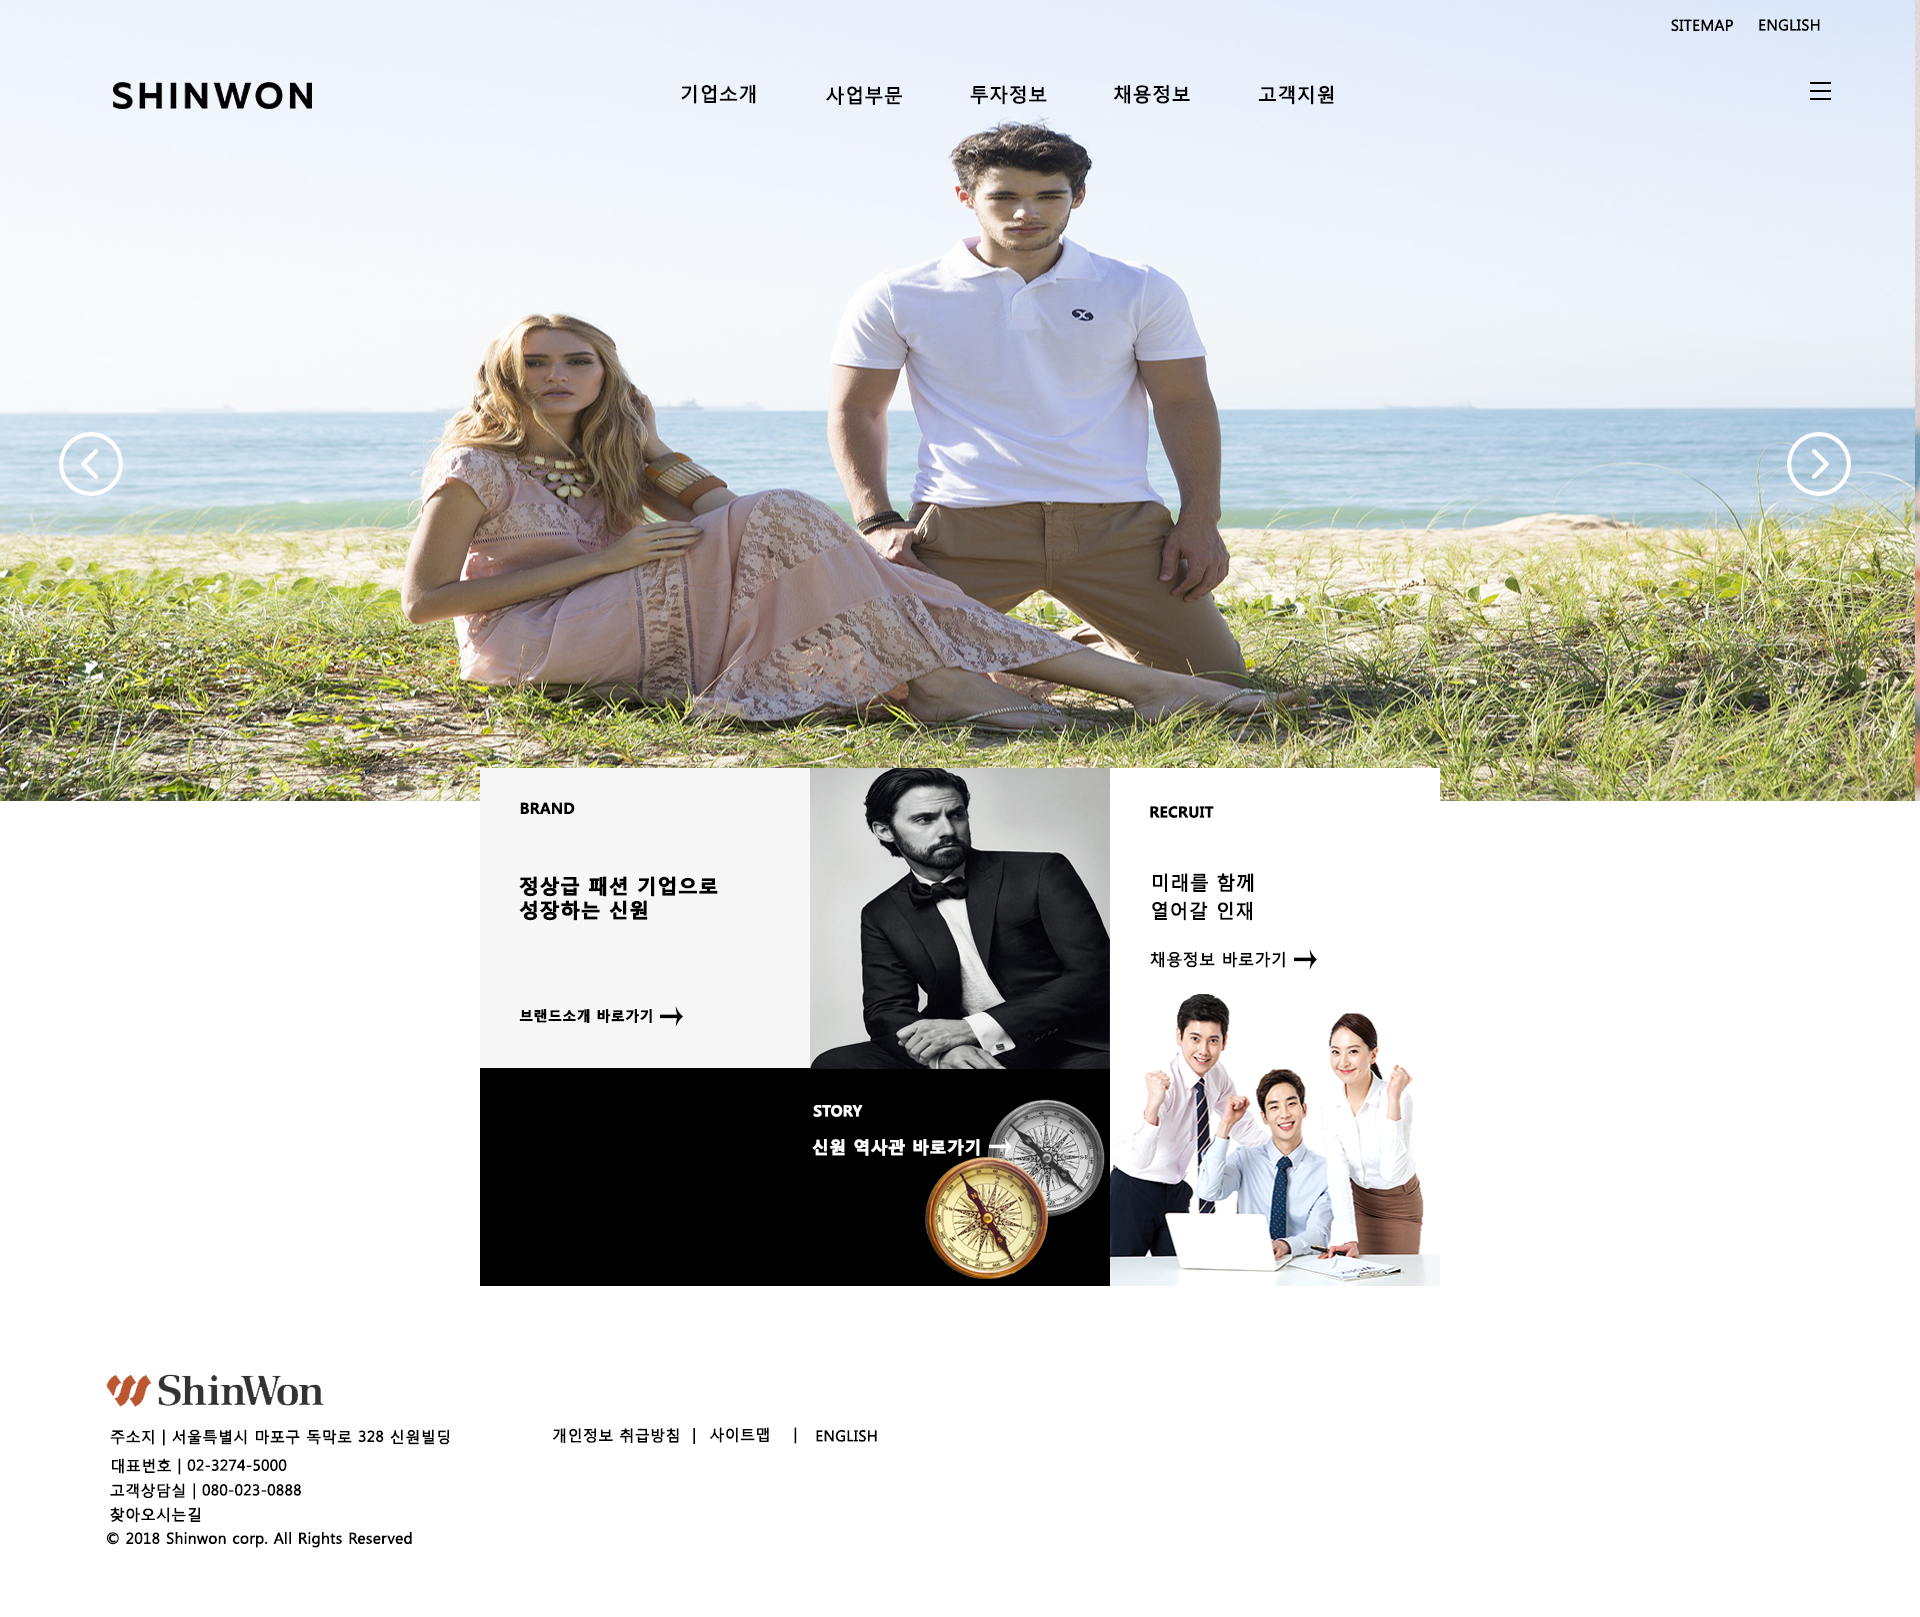 SITEMAP ENGLISH
SHINWON
기업소개 사업부문 투자정보 채용정보 고객지원
BRAND
정상급 패션 기업으로
성장하는 신원
브랜드소개 바로가기
RECRUIT
미래를 함께
열어갈 인재
채용정보 바로가기
STORY
신원 역사관 바로가기
ShinWon
주소지 | 서울특별시 마포구 독막로 328 신원빌딩
대표번호 | 02-3274-5000
고객상담실 | 080-023-0888
찾아오시는길
© 2018 Shinwon corp. All Rights Reserved
개인정보 취급방침 | 사이트맵 | ENGLISH